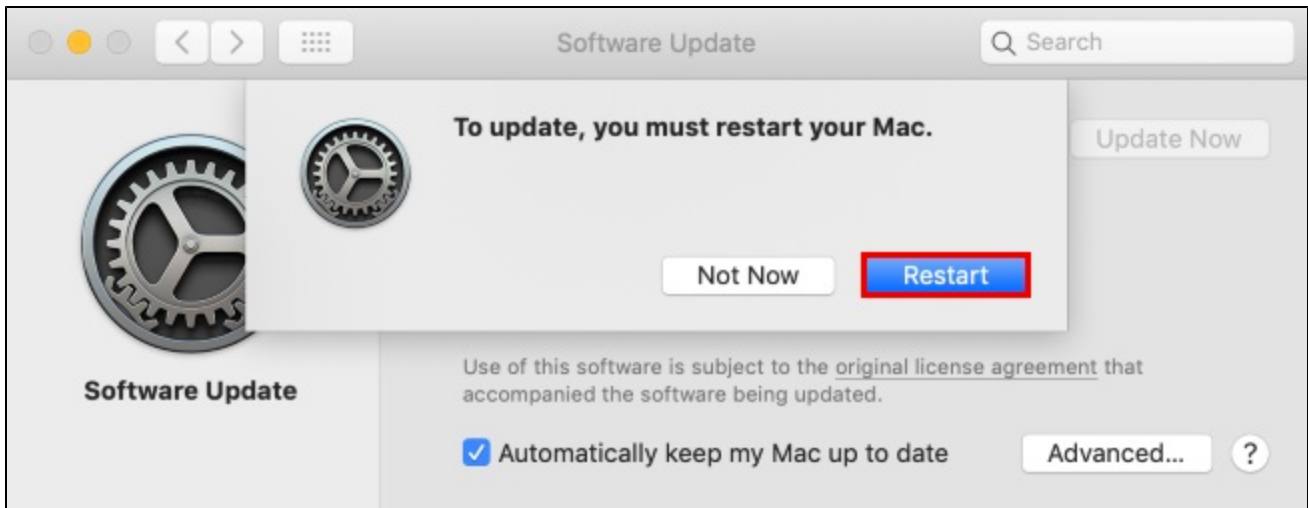 Software Update
Search
To update, you must restart your Mac.
Update Now
Not Now
Restart
Software Update
Use of this software is subject to the original license agreement that
accompanied the software being updated.
Automatically keep my Mac up to date
Advanced...
?